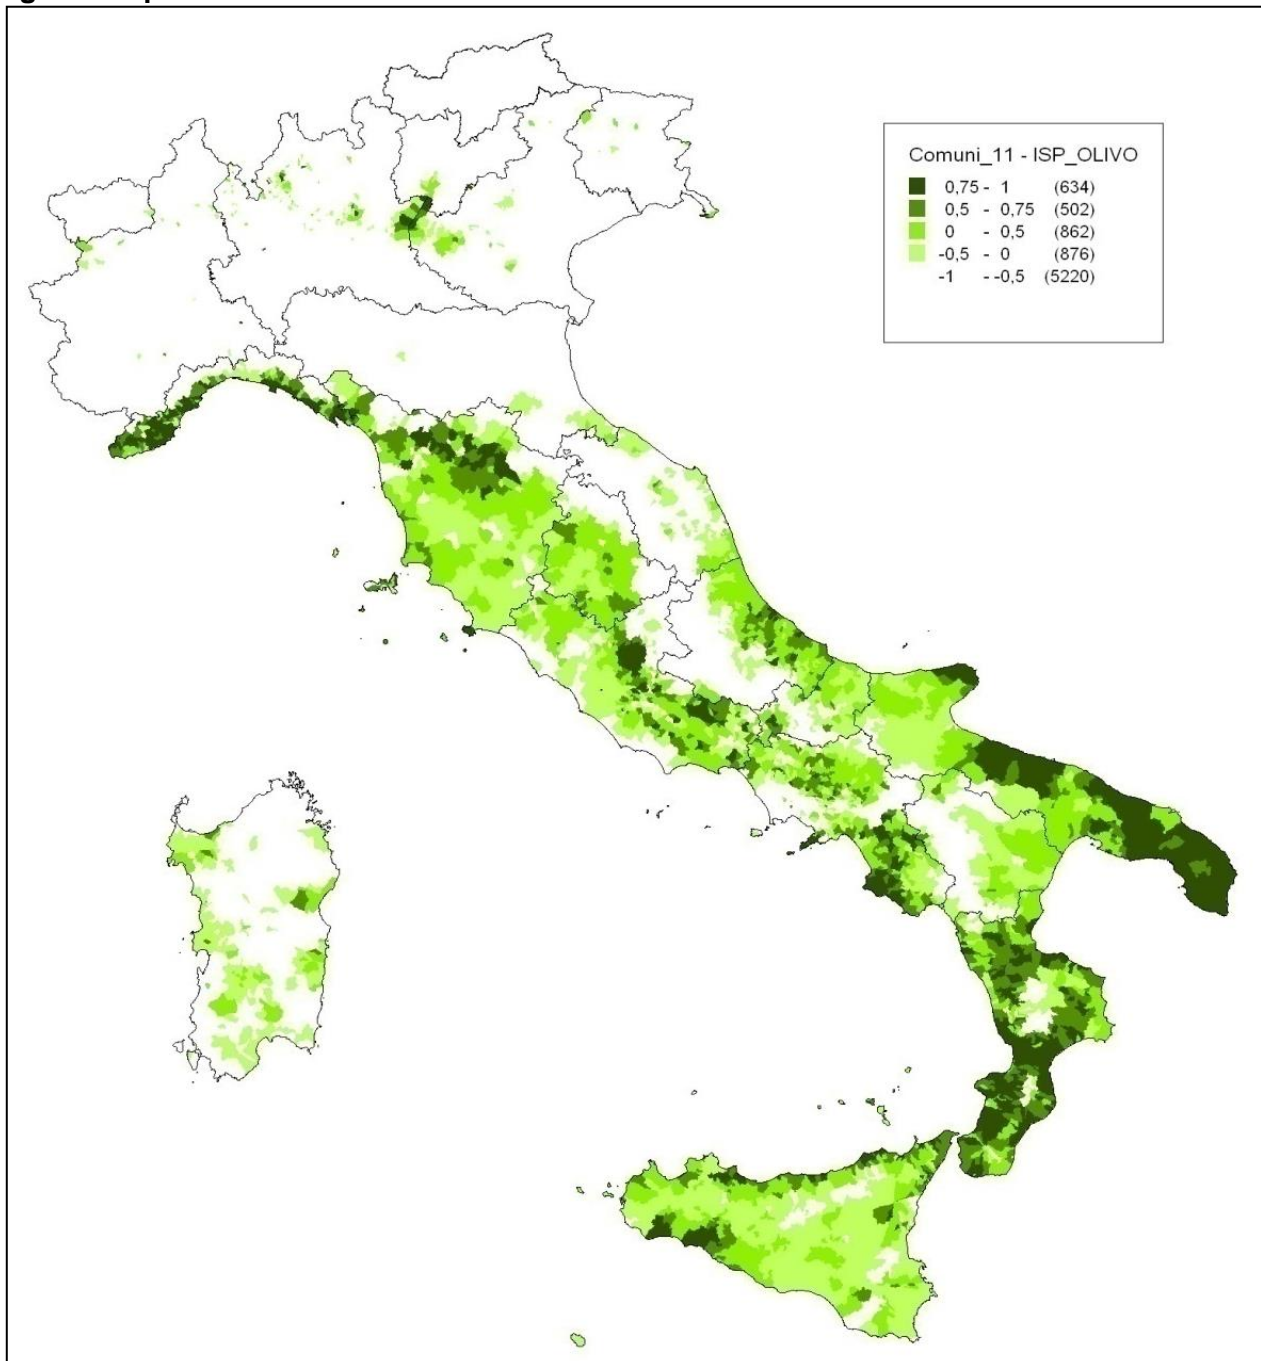 Comuni_11 - ISP_OLIVO
0,75 - 1 (634)
0,5 - 0,75 (502)
0 - 0,5 (862)
-0,5 - 0 (876)
-1 - -0,5 (5220)